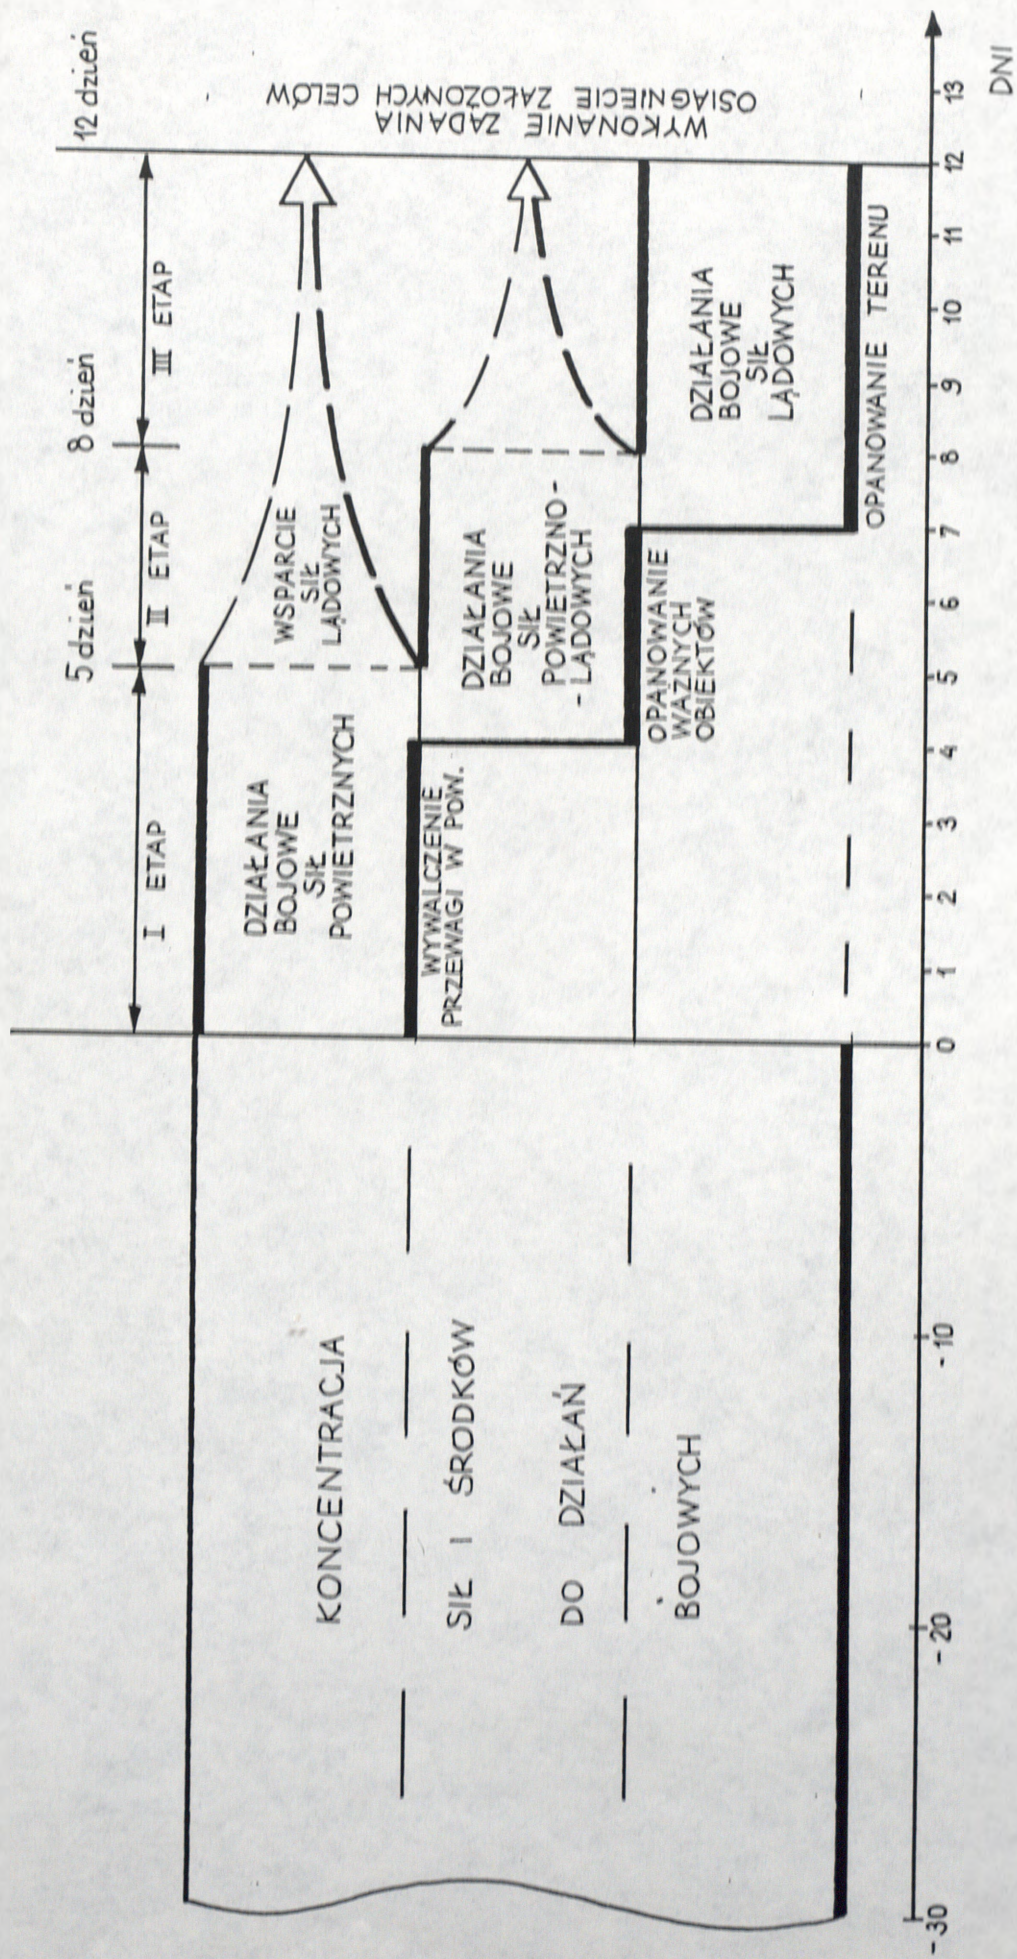 5 dzień
8 dzień
12 dzień
I ETAP
II ETAP
III ETAP
KONCENTRACJA
SIŁ I ŚRODKÓW
DO DZIAŁAŃ
BOJOWYCH
DZIAŁANIA
BOJOWE
SIŁ
POWIETRZNYCH
WSPARCIE
SIŁ
LĄDOWYCH
WYWALCZENIE
PRZEWAGI W POW.
DZIAŁANIA
BOJOWE
SIŁ
POWIETRZNO-
- LĄDOWYCH
OPANOWANIE
WAŻNYCH
OBIEKTÓW
DZIAŁANIA
BOJOWE
SIŁ
LĄDOWYCH
OPANOWANIE TERENU
WYKONANIE ZADANIA
OSIĄGNIĘCIE ZAŁOŻONYCH CELÓW
-30 -20 -10 0 1 2 3 4 5 6 7 8 9 10 11 12 13
DNI